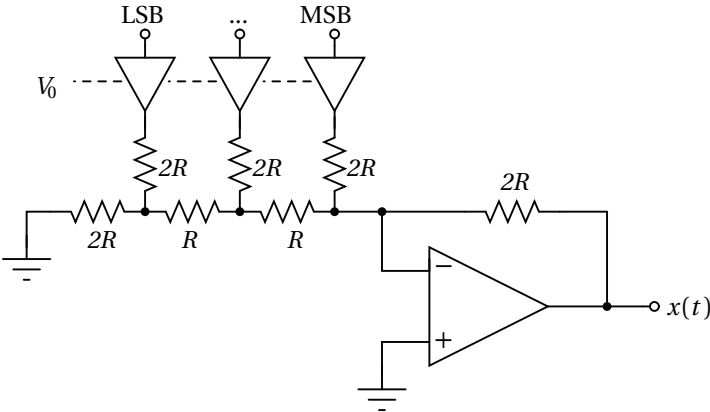 LSB ... MSB
V₀
2R 2R 2R
2R R R
2R
−
+
x(t)